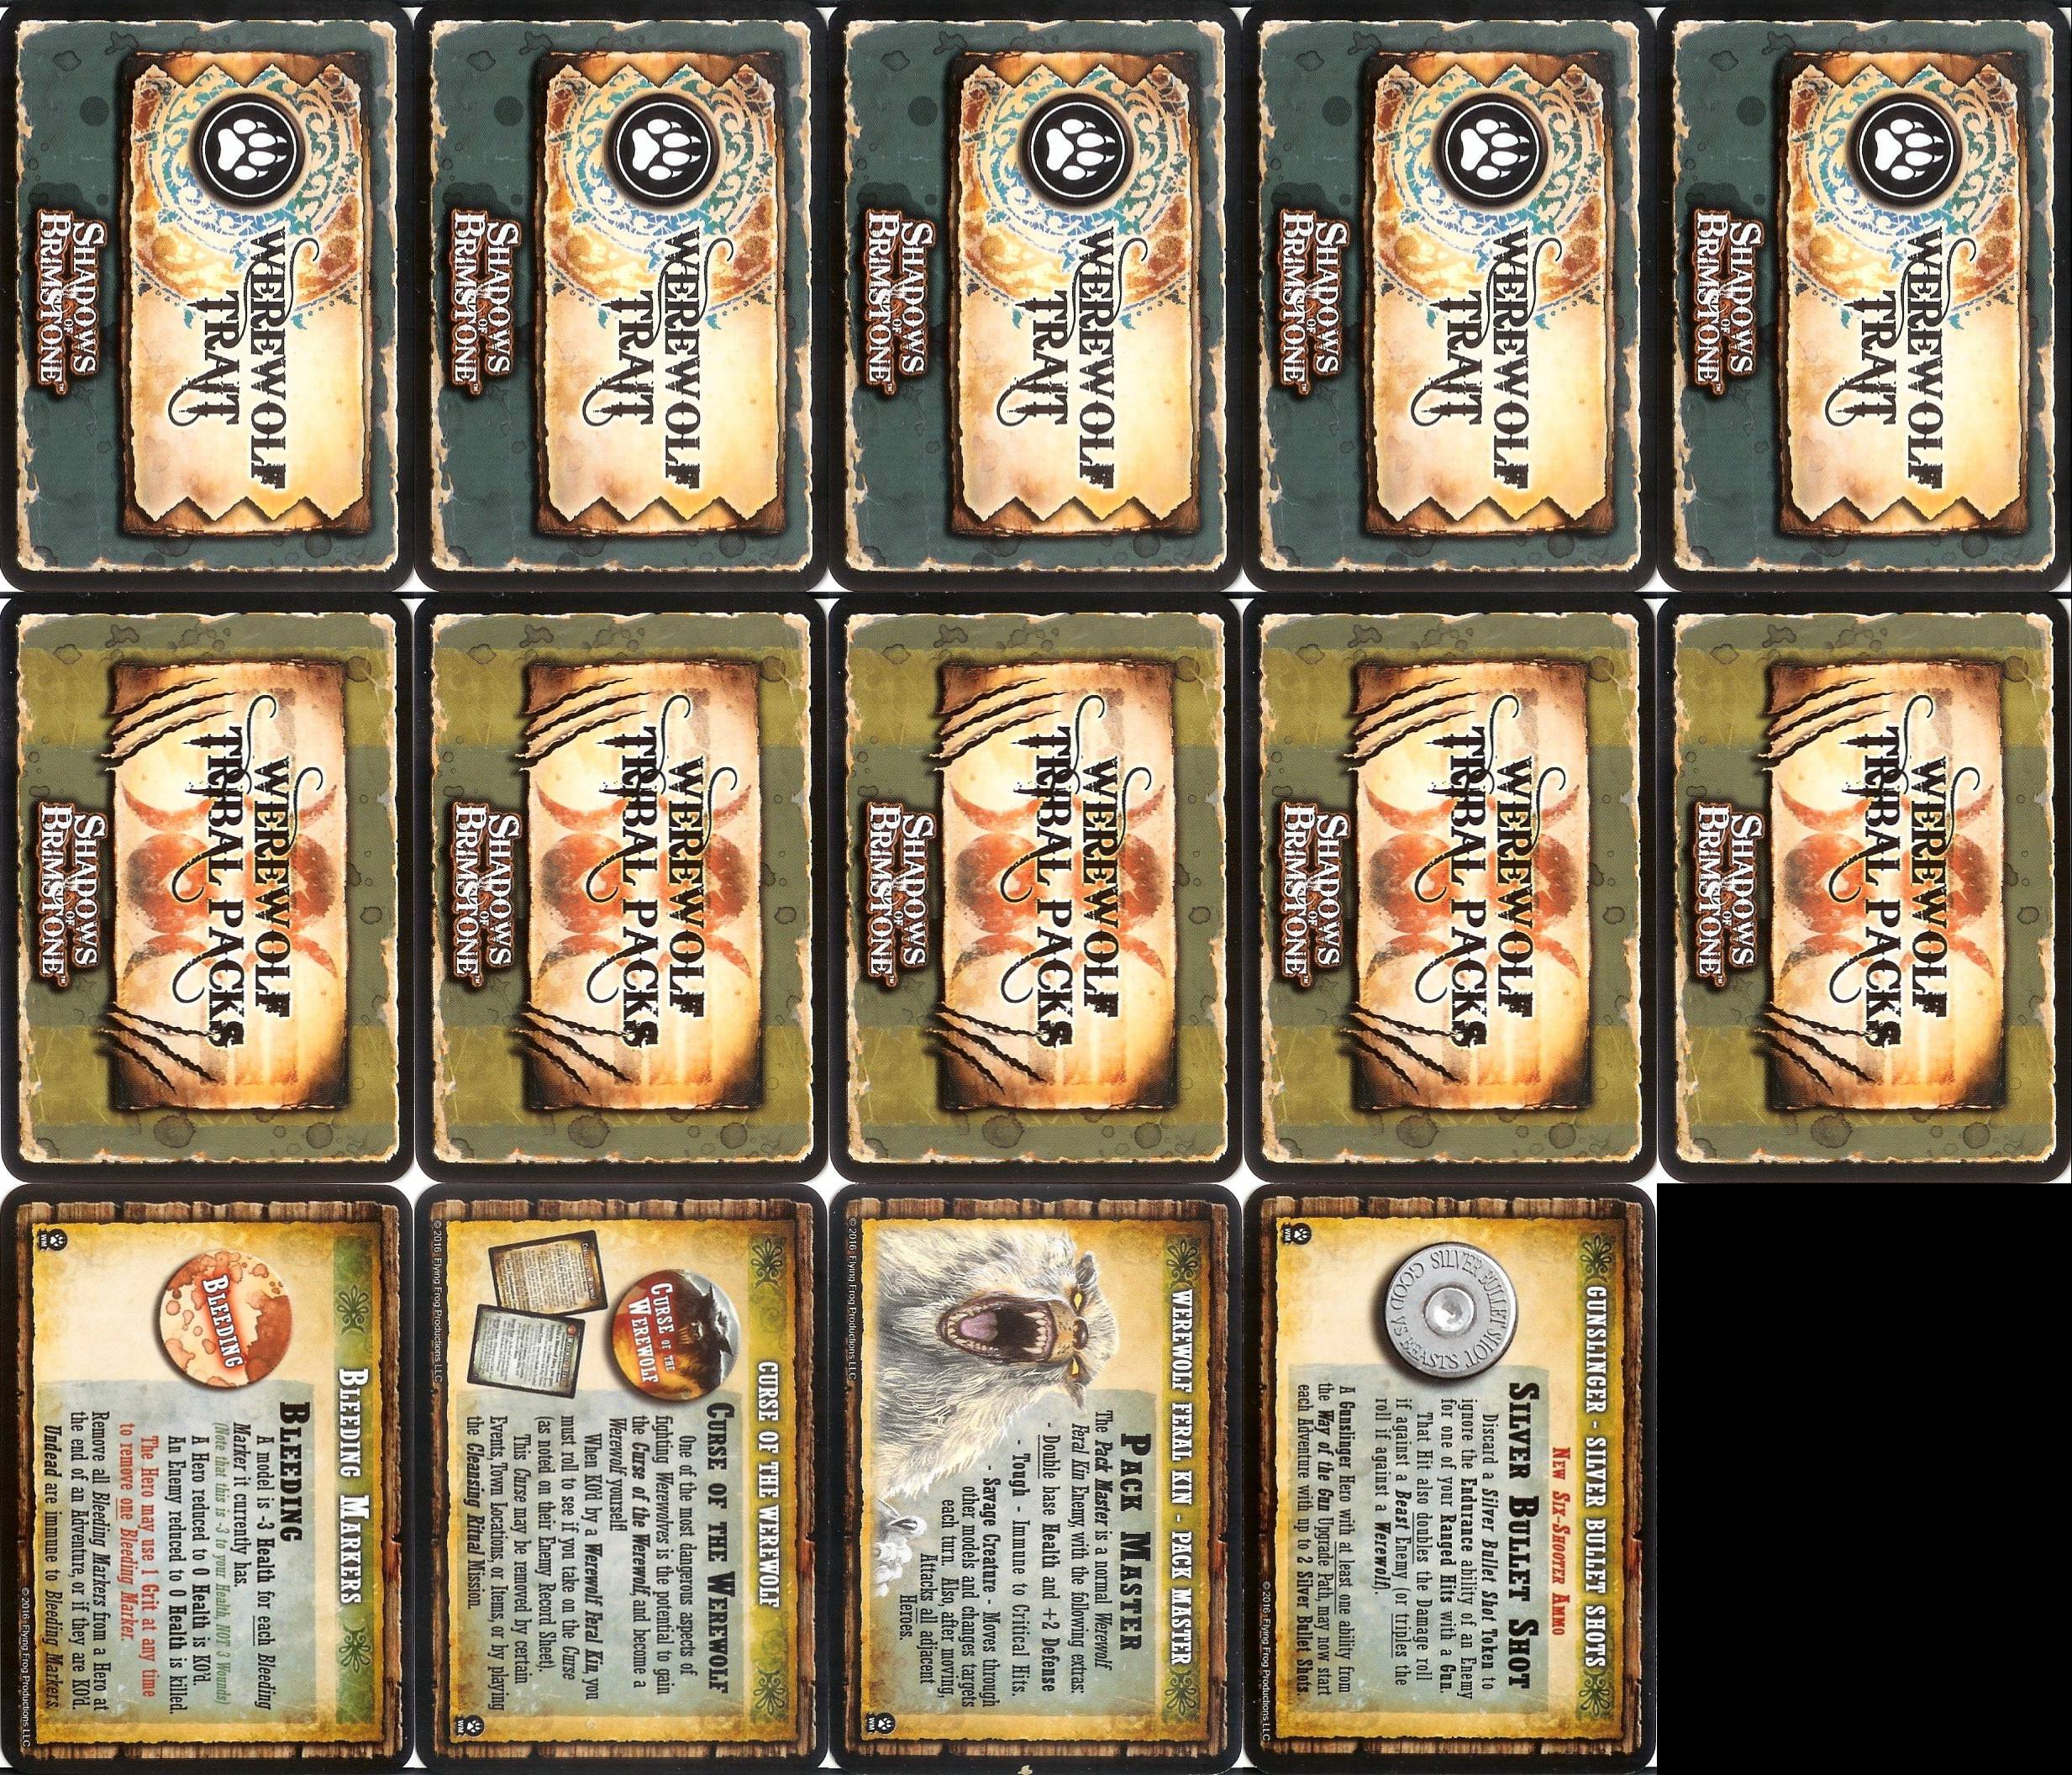 WEREWOLF
TRAIT
SHADOWS
OF
BRIMSTONE™
WEREWOLF
TRAIT
SHADOWS
OF
BRIMSTONE™
WEREWOLF
TRAIT
SHADOWS
OF
BRIMSTONE™
WEREWOLF
TRAIT
SHADOWS
OF
BRIMSTONE™
WEREWOLF
TRAIT
SHADOWS
OF
BRIMSTONE™
WEREWOLF
TRIBAL PACKS
SHADOWS
OF
BRIMSTONE™
WEREWOLF
TRIBAL PACKS
SHADOWS
OF
BRIMSTONE™
WEREWOLF
TRIBAL PACKS
SHADOWS
OF
BRIMSTONE™
WEREWOLF
TRIBAL PACKS
SHADOWS
OF
BRIMSTONE™
WEREWOLF
TRIBAL PACKS
SHADOWS
OF
BRIMSTONE™
BLEEDING MARKERS
BLEEDING
BLEEDING
A model is -3 Health for each Bleeding
Marker it currently has.
(Note that this is -3 to your Health, NOT 3 Wounds)
A Hero reduced to 0 Health is KO'd.
An Enemy reduced to 0 Health is killed.
The Hero may use 1 Grit at any time
to remove one Bleeding Marker.
Remove all Bleeding Markers from a Hero at
the end of an Adventure, or if they are KO'd.
Undead are immune to Bleeding Markers.
WM
©2016 Flying Frog Productions LLC
CURSE OF THE WEREWOLF
CURSE OF THE
WEREWOLF
CURSE OF THE WEREWOLF
One of the most dangerous aspects of
fighting Werewolves is the potential to gain
the Curse of the Werewolf, and become a
Werewolf yourself!
When KO'd by a Werewolf Feral Kin, you
must roll to see if you take on the Curse
(as noted on their Enemy Record Sheet).
This Curse may be removed by certain
Events, Town Locations, or Items, or by playing
the Cleansing Ritual Mission.
©2016 Flying Frog Productions LLC
WM
WEREWOLF FERAL KIN - PACK MASTER
PACK MASTER
The Pack Master is a normal Werewolf
Feral Kin Enemy, with the following extras:
- Double base Health and +2 Defense
- Tough - Immune to Critical Hits.
- Savage Creature - Moves through
other models and changes targets
each turn. Also, after moving,
Attacks all adjacent
Heroes.
©2016 Flying Frog Productions LLC
WM
GUNSLINGER - SILVER BULLET SHOTS
NEW SIX-SHOOTER AMMO
SILVER BULLET SHOT
GOOD VS BEASTS
SILVER BULLET SHOT
Discard a Silver Bullet Shot Token to
ignore the Endurance ability of an Enemy
for one of your Ranged Hits with a Gun.
That Hit also doubles the Damage roll
if against a Beast Enemy (or triples the
roll if against a Werewolf).
A Gunslinger Hero with at least one ability from
the Way of the Gun Upgrade Path, may now start
each Adventure with up to 2 Silver Bullet Shots.
WM
©2016 Flying Frog Productions LLC